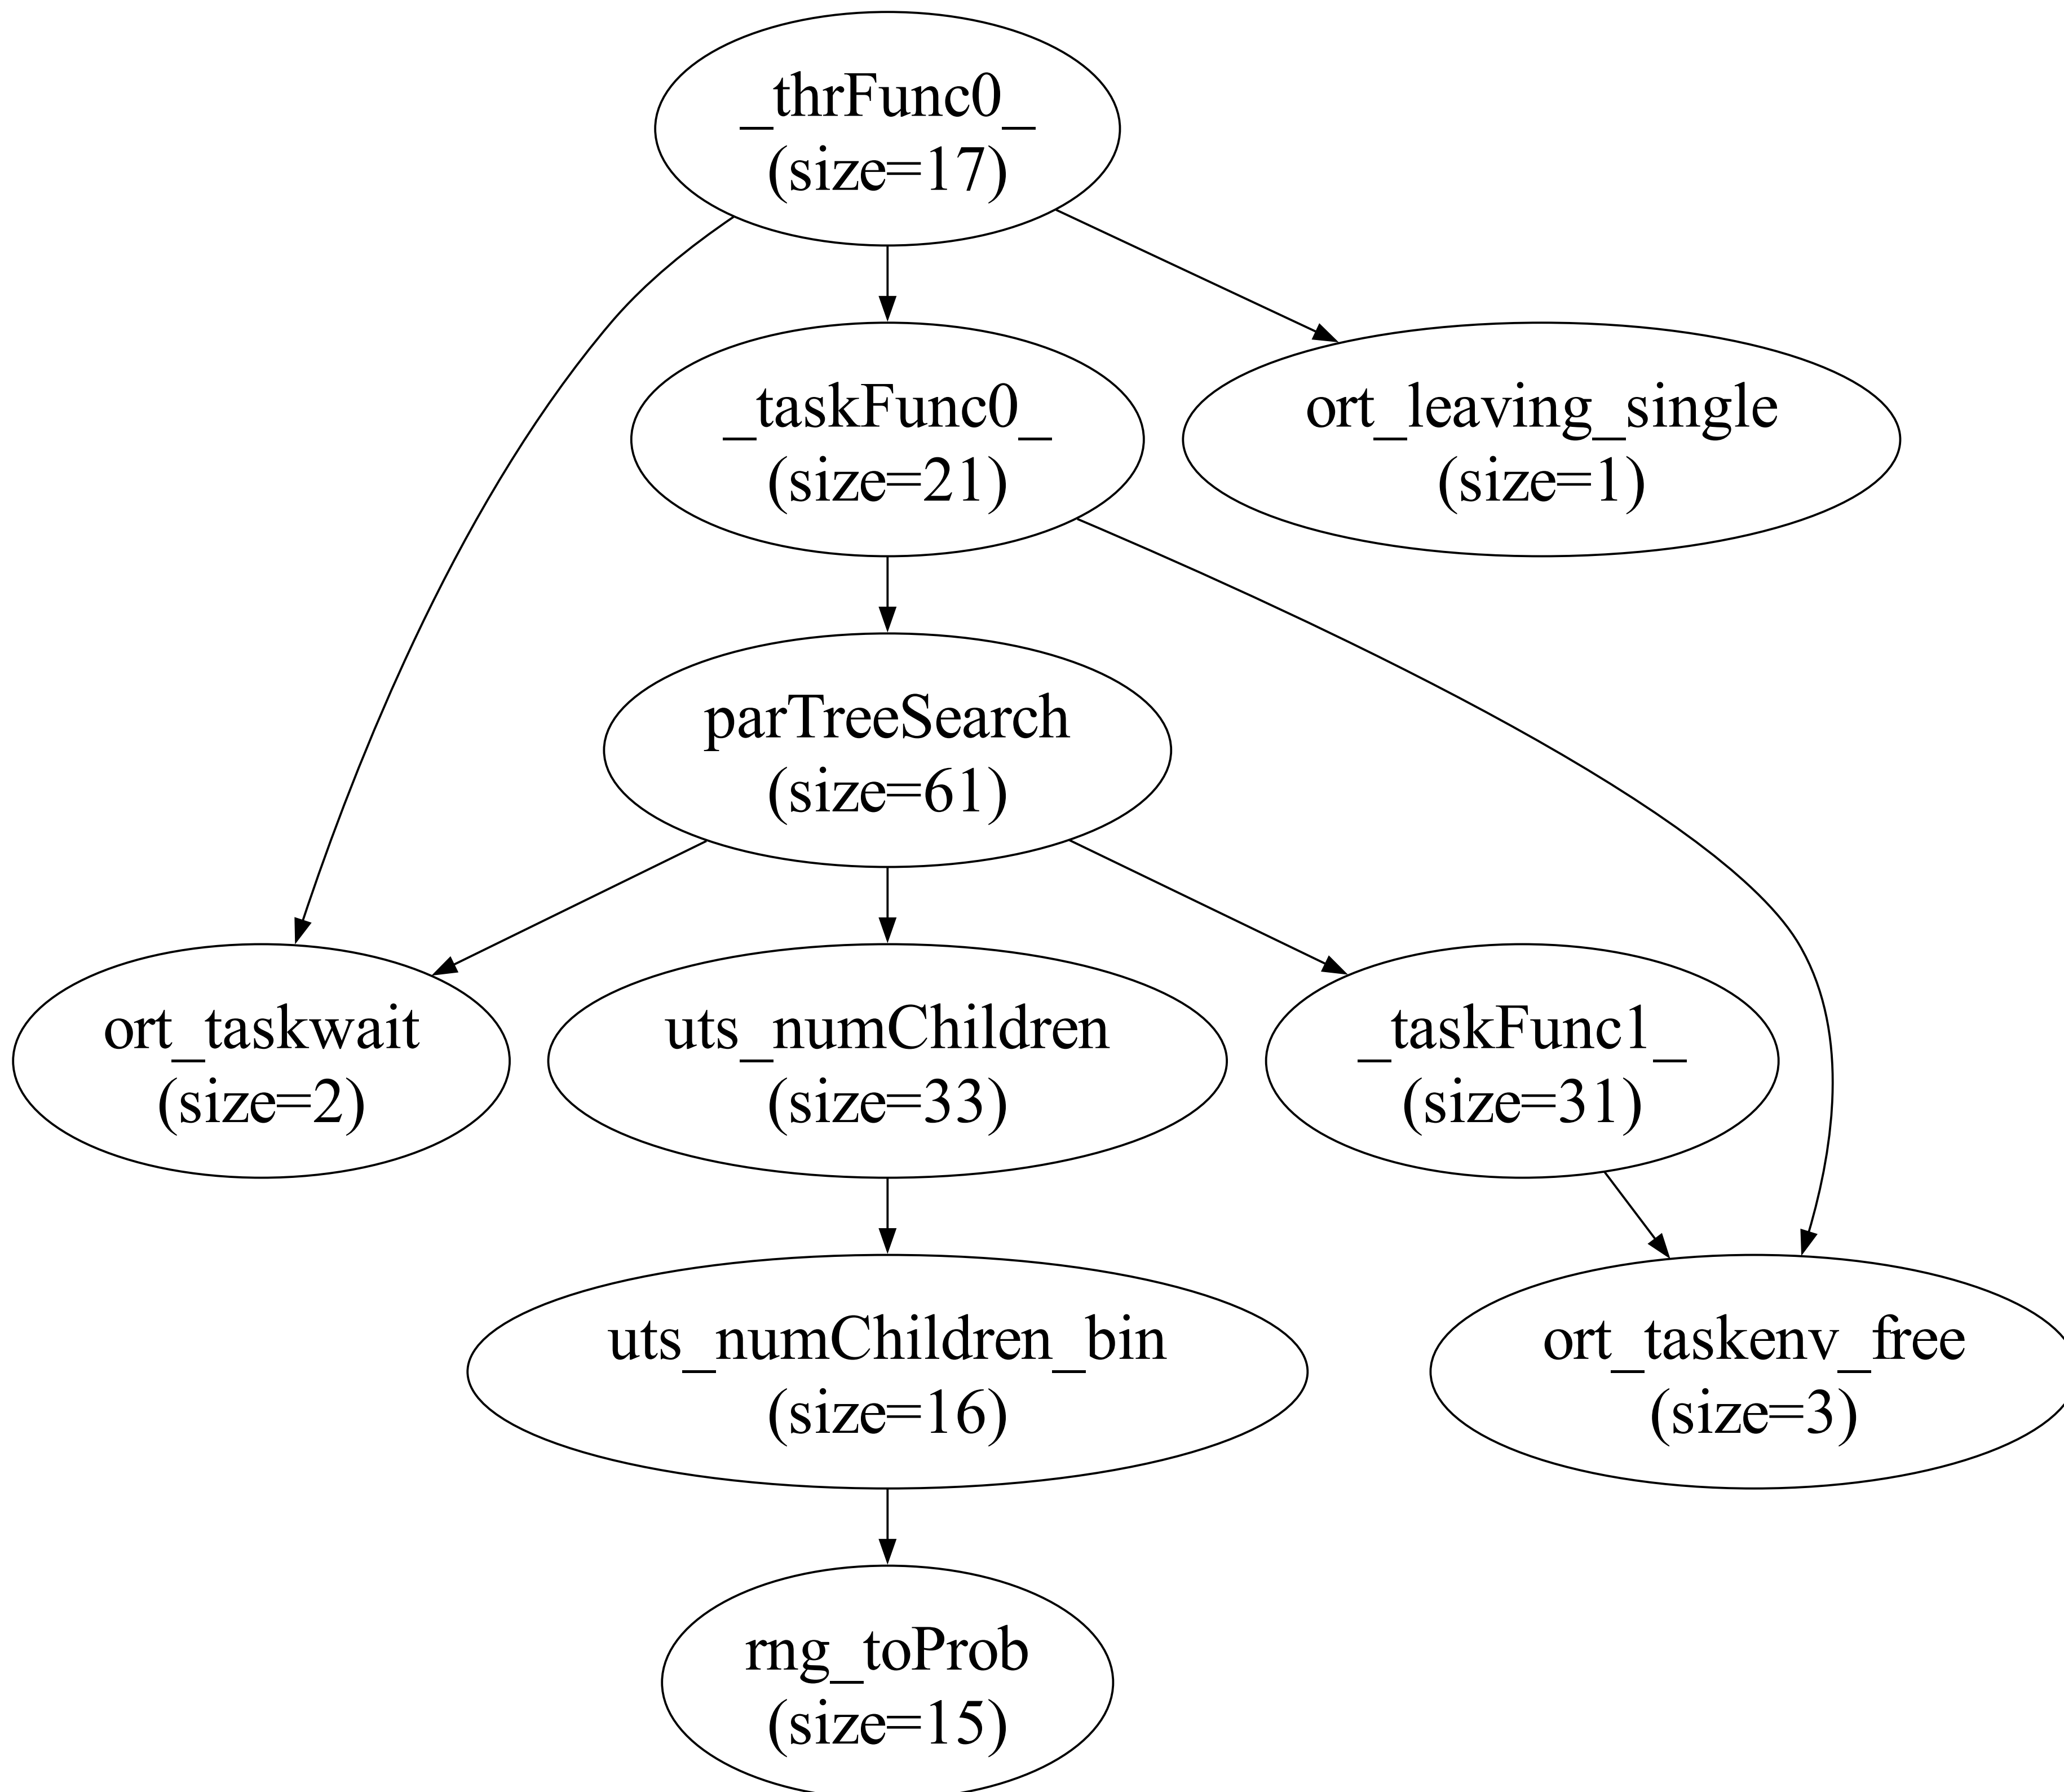 _thrFunc0_
(size=17)
_taskFunc0_
(size=21)
ort_leaving_single
(size=1)
parTreeSearch
(size=61)
ort_taskwait
(size=2)
uts_numChildren
(size=33)
_taskFunc1_
(size=31)
uts_numChildren_bin
(size=16)
ort_taskenv_free
(size=3)
rng_toProb
(size=15)